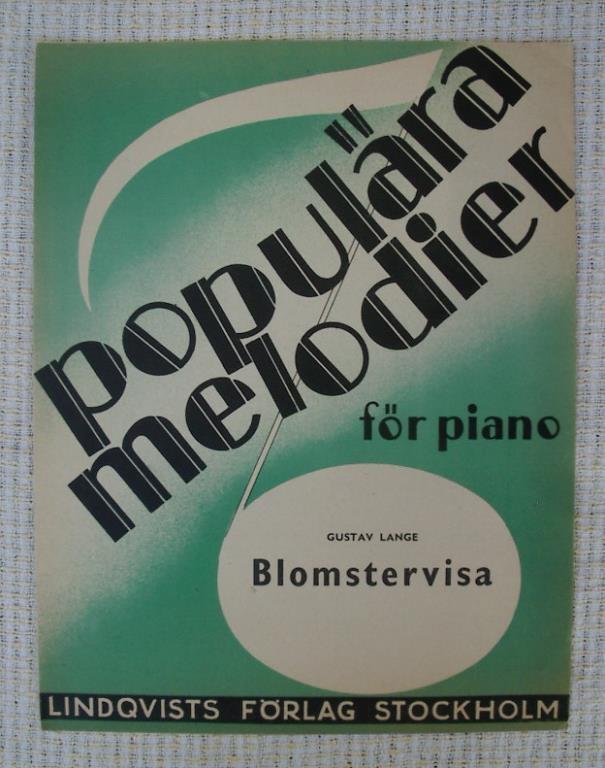 populära
melodier
för piano
GUSTAV LANGE
Blomstervisa
LINDQVISTS FÖRLAG STOCKHOLM